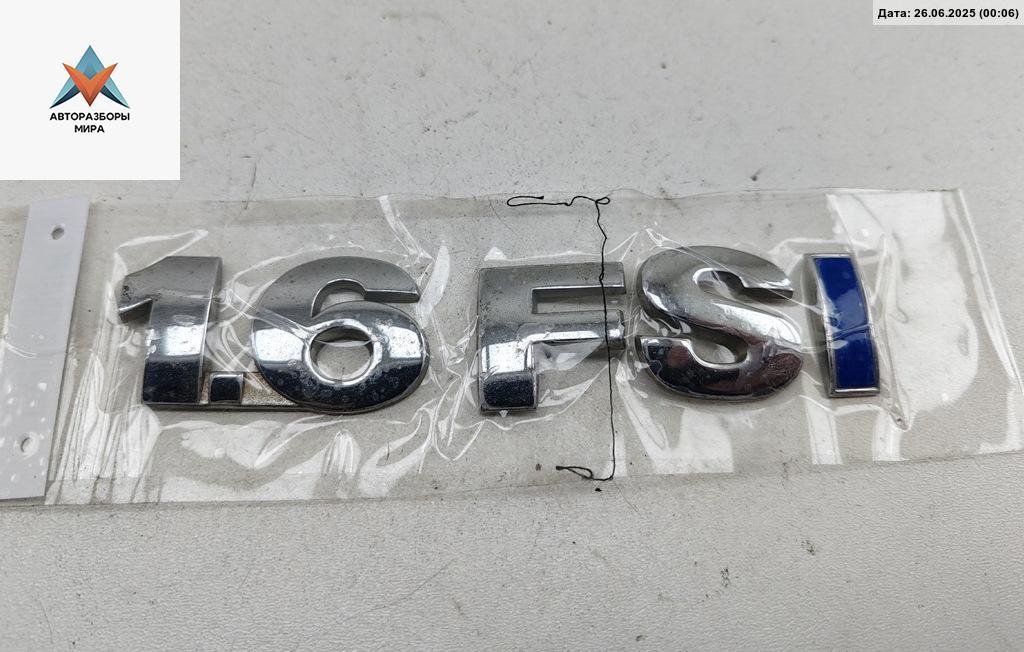 Дата: 26.06.2025 (00:06)
АВТОРАЗБОРЫ
МИРА
1.6 FSI